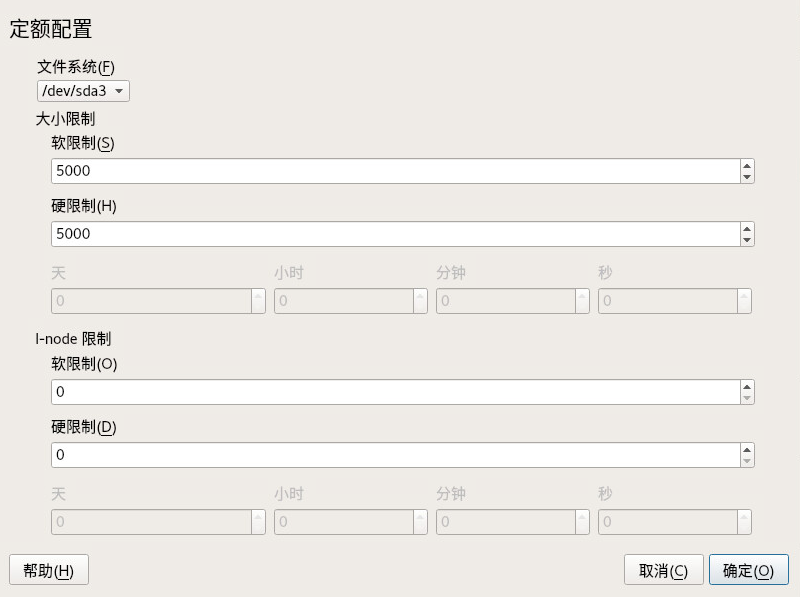 定额配置
文件系统(F)
/dev/sda3
大小限制
软限制(S)
5000
硬限制(H)
5000
天 小时 分钟 秒
0 0 0 0
I-node 限制
软限制(O)
0
硬限制(D)
0
天 小时 分钟 秒
0 0 0 0
帮助(H) 取消(C) 确定(O)